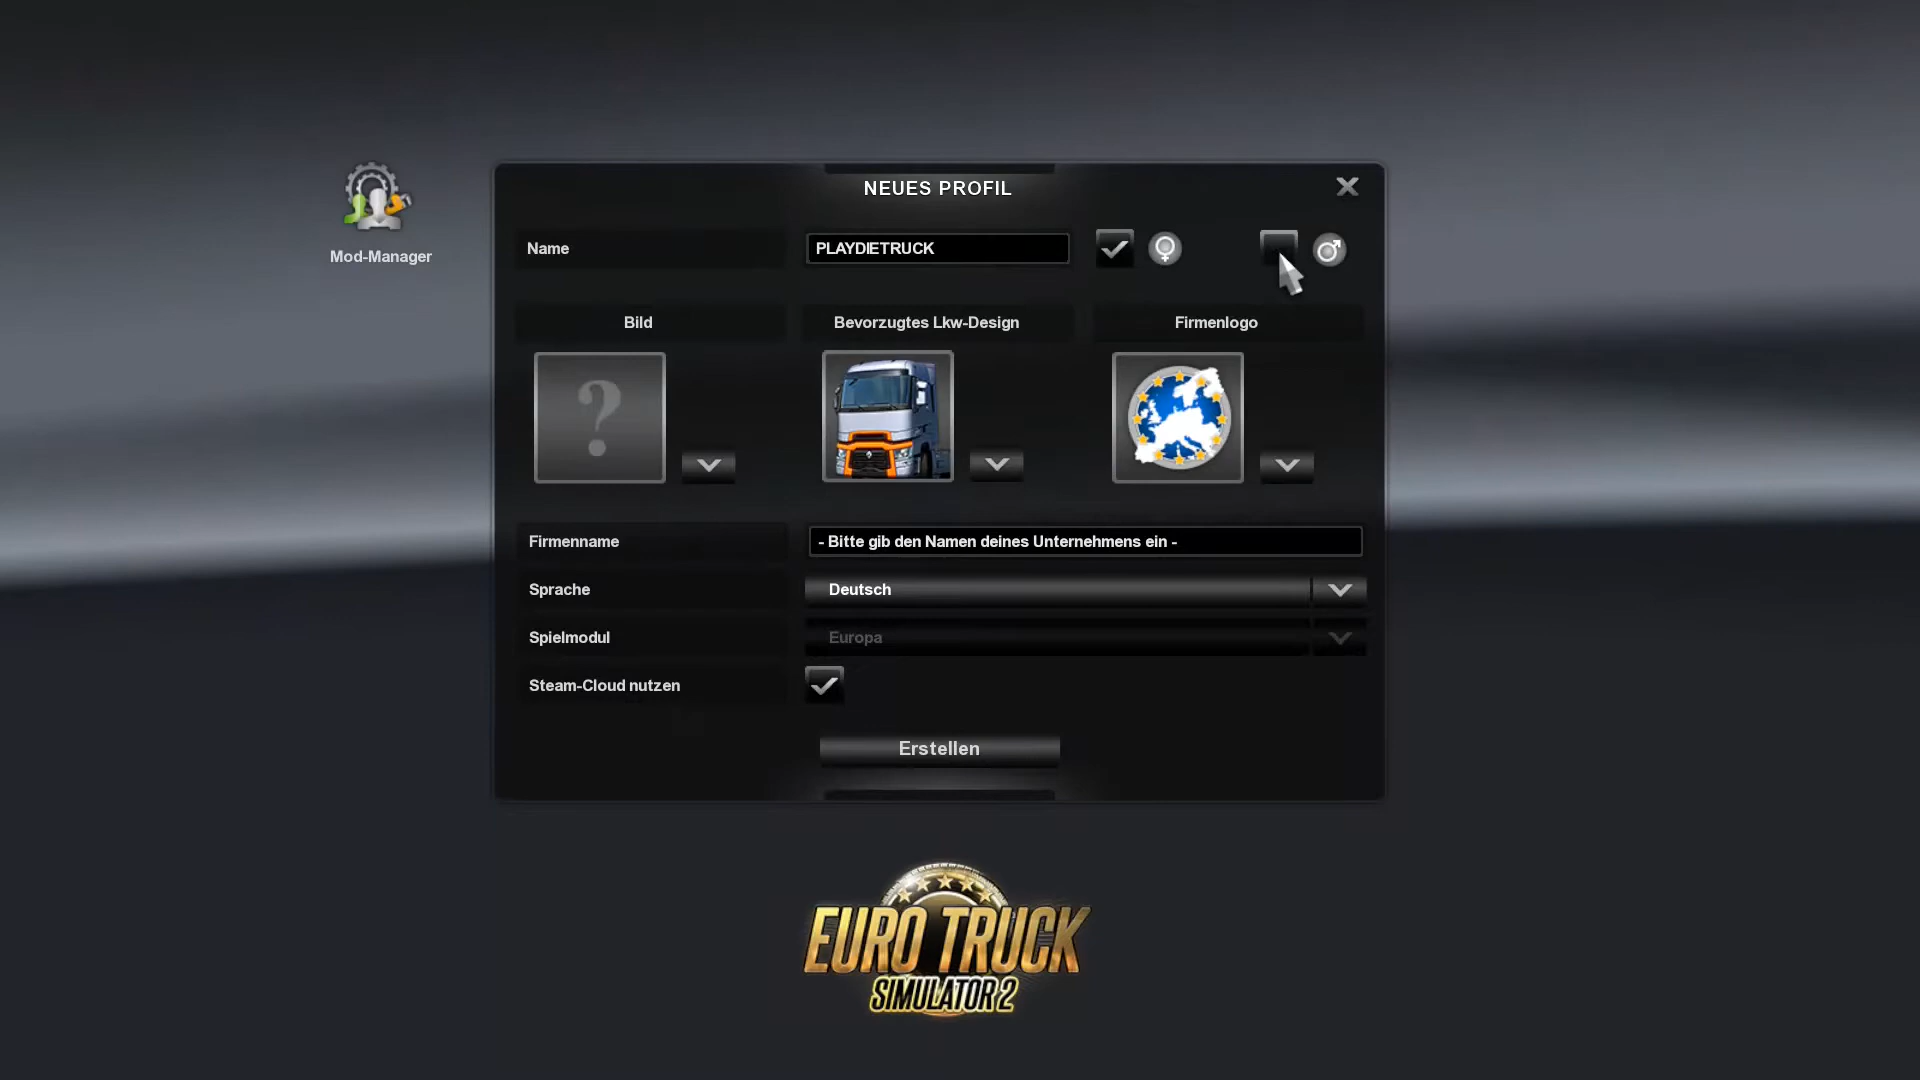 NEUES PROFIL
Mod-Manager
Name
PLAYDIETRUCK
Bild
Bevorzugtes Lkw-Design
Firmenlogo
?
Firmenname
- Bitte gib den Namen deines Unternehmens ein -
Sprache
Deutsch
Spielmodul
Europa
Steam-Cloud nutzen
Erstellen
EURO TRUCK
SIMULATOR 2